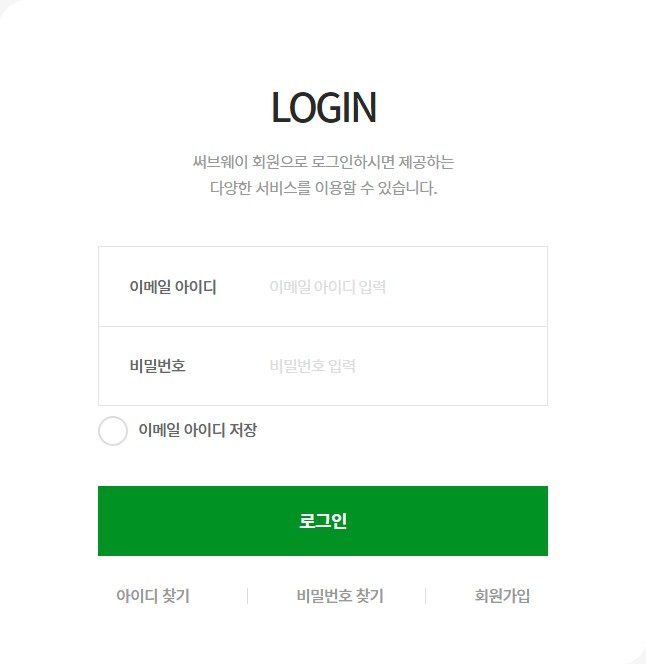 LOGIN
써브웨이 회원으로 로그인하시면 제공하는
다양한 서비스를 이용할 수 있습니다.
이메일 아이디 이메일 아이디 입력
비밀번호 비밀번호 입력
이메일 아이디 저장
로그인
아이디 찾기 비밀번호 찾기 회원가입